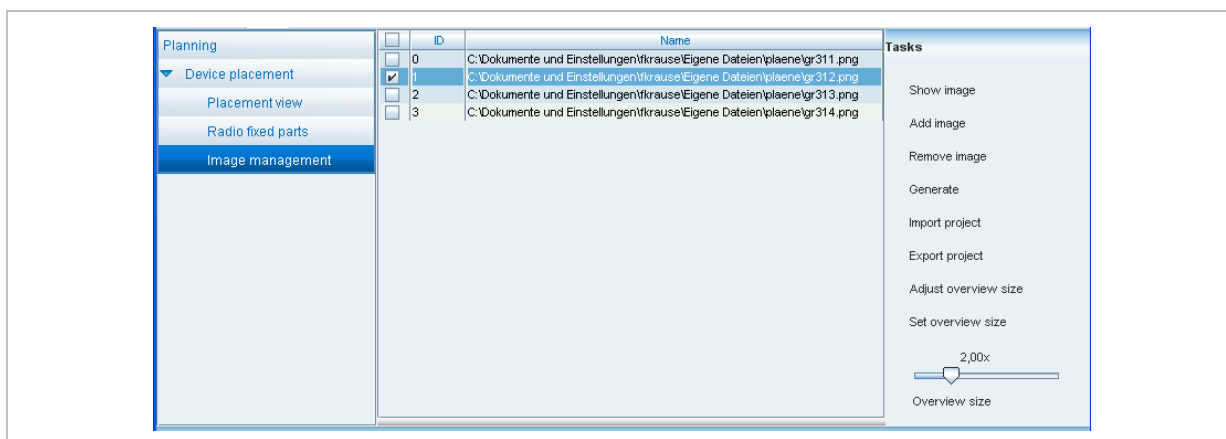 Planning
Device placement
Placement view
Radio fixed parts
Image management
ID Name
0 C:\Dokumente und Einstellungen\fkrause\Eigene Dateien\plaene\gr311.png
1 C:\Dokumente und Einstellungen\fkrause\Eigene Dateien\plaene\gr312.png
2 C:\Dokumente und Einstellungen\fkrause\Eigene Dateien\plaene\gr313.png
3 C:\Dokumente und Einstellungen\fkrause\Eigene Dateien\plaene\gr314.png
Tasks
Show image
Add image
Remove image
Generate
Import project
Export project
Adjust overview size
Set overview size
2,00x
Overview size